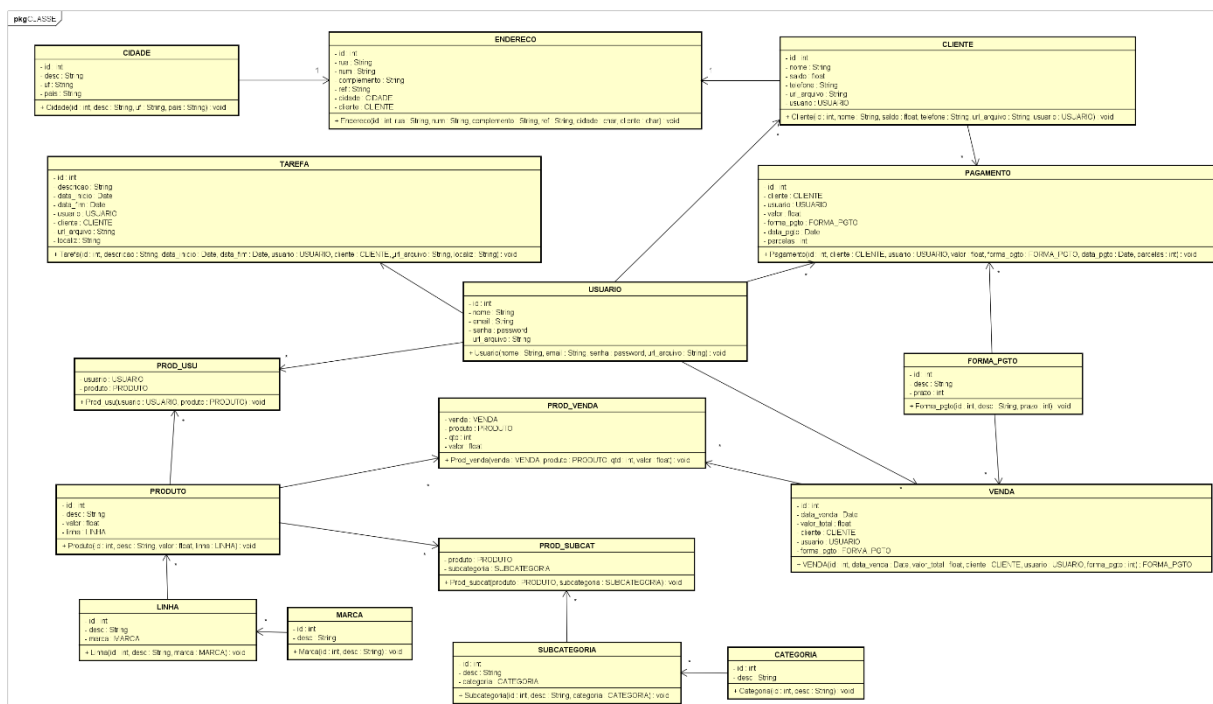 pkg CLASSE
CIDADE
- id : int
- desc : String
- uf : String
- pais : String
+ Cidade(id : int, desc : String, uf : String, pais : String) : void
ENDERECO
- id : int
- rua : String
- num : String
- complemento : String
- ref : String
- cidade : CIDADE
- cliente : CLIENTE
+ Endereco(id : int, rua : String, num : String, complemento : String, ref : String, cidade : char, cliente : char) : void
CLIENTE
- id : int
- nome : String
- saldo : float
- telefone : String
- url_arquivo : String
- usuario : USUARIO
+ Cliente(id : int, nome : String, saldo : float, telefone : String, url_arquivo : String, usuario : USUARIO) : void
TAREFA
- id : int
- descricao : String
- data_inicio : Date
- data_fim : Date
- usuario : USUARIO
- cliente : CLIENTE
- url_arquivo : String
- localiz : String
+ Tarefa(id : int, descricao : String, data_inicio : Date, data_fim : Date, usuario : USUARIO, cliente : CLIENTE, url_arquivo : String, localiz : String) : void
PAGAMENTO
- id : int
- cliente : CLIENTE
- usuario : USUARIO
- valor : float
- forma_pgto : FORMA_PGTO
- data_pgto : Date
- parcelas : int
+ Pagamento(id : int, cliente : CLIENTE, usuario : USUARIO, valor : float, forma_pgto : FORMA_PGTO, data_pgto : Date, parcelas : int) : void
USUARIO
- id : int
- nome : String
- email : String
- senha : password
- url_arquivo : String
+ Usuario(nome : String, email : String, senha : password, url_arquivo : String) : void
PROD_USU
- usuario : USUARIO
- produto : PRODUTO
+ Prod_usu(usuario : USUARIO, produto : PRODUTO) : void
FORMA_PGTO
- id : int
- desc : String
- prazo : int
+ Forma_pgto(id : int, desc : String, prazo : int) : void
PROD_VENDA
- venda : VENDA
- produto : PRODUTO
- qtd : int
- valor : float
+ Prod_venda(venda : VENDA, produto : PRODUTO, qtd : int, valor : float) : void
PRODUTO
- id : int
- desc : String
- valor : float
- linha : LINHA
+ Produto(id : int, desc : String, valor : float, linha : LINHA) : void
VENDA
- id : int
- data_venda : Date
- valor_total : float
- cliente : CLIENTE
- usuario : USUARIO
- forma_pgto : FORMA_PGTO
+ VENDA(id : int, data_venda : Date, valor_total : float, cliente : CLIENTE, usuario : USUARIO, forma_pgto : int) : FORMA_PGTO
PROD_SUBCAT
- produto : PRODUTO
- subcategoria : SUBCATEGORIA
+ Prod_subcat(produto : PRODUTO, subcategoria : SUBCATEGORIA) : void
LINHA
- id : int
- desc : String
- marca : MARCA
+ Linha(id : int, desc : String, marca : MARCA) : void
MARCA
- id : int
- desc : String
+ Marca(id : int, desc : String) : void
SUBCATEGORIA
- id : int
- desc : String
- categoria : CATEGORIA
+ Subcategoria(id : int, desc : String, categoria : CATEGORIA) : void
CATEGORIA
- id : int
- desc : String
+ Categoria(id : int, desc : String) : void